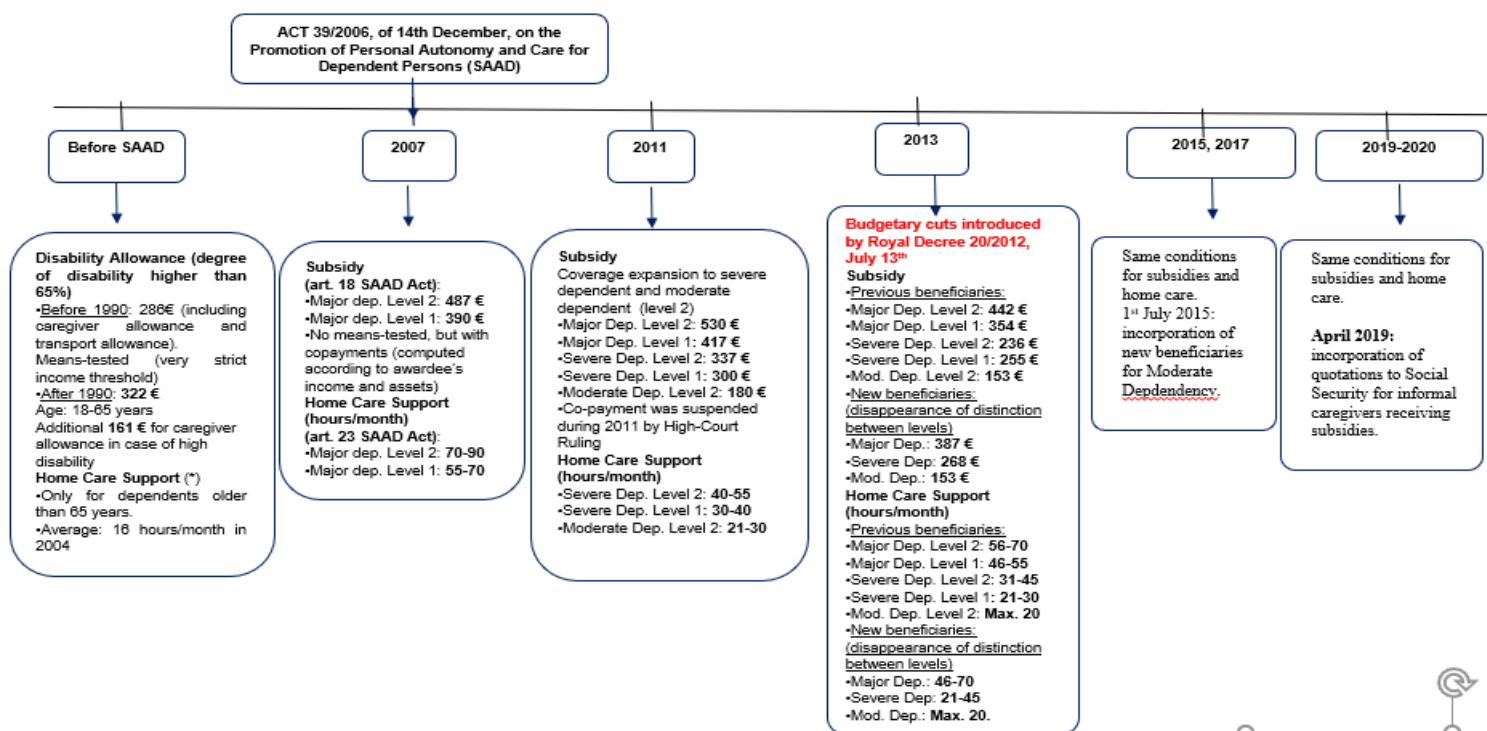 ACT 39/2006, of 14th December, on the
Promotion of Personal Autonomy and Care for
Dependent Persons (SAAD)
Before SAAD
2007
2011
2013
2015, 2017
2019-2020
Disability Allowance (degree
of disability higher than
65%)
•Before 1990: 286€ (including
caregiver allowance and
transport allowance).
Means-tested (very strict
income threshold)
•After 1990: 322 €
Age: 18-65 years
Additional 161 € for caregiver
allowance in case of high
disability
Home Care Support (*)
•Only for dependents older
than 65 years.
•Average: 16 hours/month in
2004
Subsidy
(art. 18 SAAD Act):
•Major dep. Level 2: 487 €
•Major dep. Level 1: 390 €
•No means-tested, but with
copayments (computed
according to awardee's
income and assets)
Home Care Support
(hours/month)
(art. 23 SAAD Act):
•Major dep. Level 2: 70-90
•Major dep. Level 1: 55-70
Subsidy
Coverage expansion to severe
dependent and moderate
dependent (level 2)
•Major Dep. Level 2: 530 €
•Major Dep. Level 1: 417 €
•Severe Dep. Level 2: 337 €
•Severe Dep. Level 1: 300 €
•Moderate Dep. Level 2: 180 €
•Co-payment was suspended
during 2011 by High-Court
Ruling
Home Care Support
(hours/month)
•Severe Dep. Level 2: 40-55
•Severe Dep. Level 1: 30-40
•Moderate Dep. Level 2: 21-30
Budgetary cuts introduced
by Royal Decree 20/2012,
July 13th
Subsidy
•Previous beneficiaries:
•Major Dep. Level 2: 442 €
•Major Dep. Level 1: 354 €
•Severe Dep. Level 2: 236 €
•Severe Dep. Level 1: 255 €
•Mod. Dep. Level 2: 153 €
•New beneficiaries:
(disappearance of distinction
between levels)
•Major Dep.: 387 €
•Severe Dep: 268 €
•Mod. Dep.: 153 €
Home Care Support
(hours/month)
•Previous beneficiaries:
•Major Dep. Level 2: 56-70
•Major Dep. Level 1: 46-55
•Severe Dep. Level 2: 31-45
•Severe Dep. Level 1: 21-30
•Mod. Dep. Level 2: Max. 20
•New beneficiaries:
(disappearance of distinction
between levels)
•Major Dep.: 46-70
•Severe Dep: 21-45
•Mod. Dep.: Max. 20.
Same conditions
for subsidies and
home care.
1st July 2015:
incorporation of
new beneficiaries
for Moderate
Depdendency.
Same conditions for
subsidies and home
care.
April 2019:
incorporation of
quotations to Social
Security for informal
caregivers receiving
subsidies.